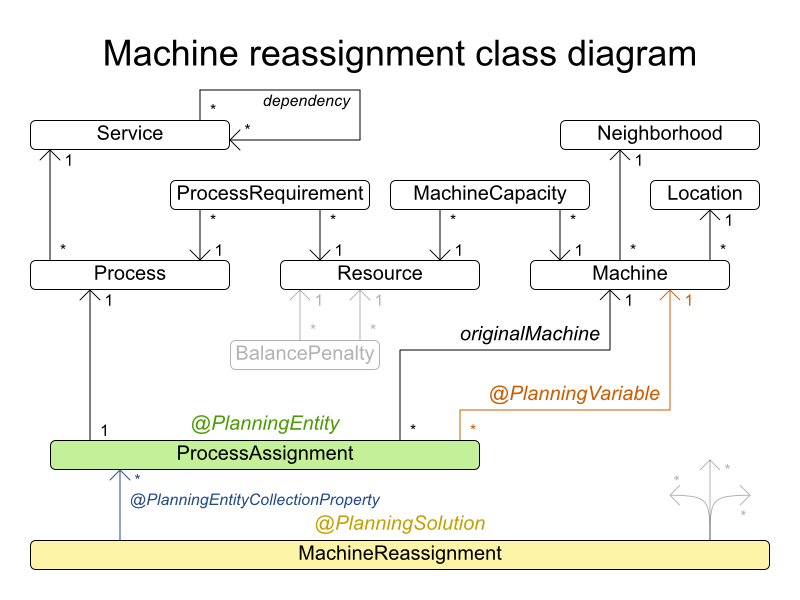 Machine reassignment class diagram
dependency
*
*
Service
Neighborhood
1
1
ProcessRequirement
MachineCapacity
Location
*
*
*
*
1
*
1
1
1
1
*
*
Process
Resource
Machine
1
1
1
1
1
*
*
originalMachine
BalancePenalty
@PlanningVariable
@PlanningEntity
1
*
*
ProcessAssignment
*
*
*
@PlanningEntityCollectionProperty
*
@PlanningSolution
MachineReassignment